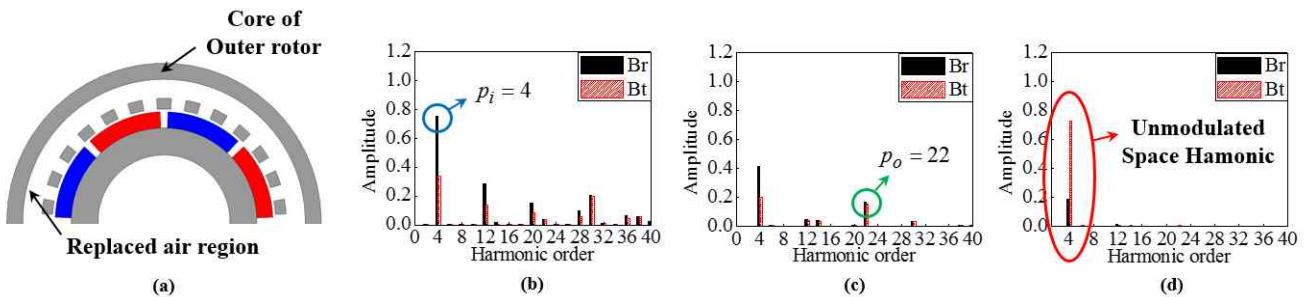 Core of
Outer rotor
Replaced air region
(a)
1.2
1.0
0.8
0.6
0.4
0.2
0.0
Amplitude
Br
Bt
pi = 4
0 4 8 12 16 20 24 28 32 36 40
Harmonic order
(b)
1.2
1.0
0.8
0.6
0.4
0.2
0.0
Amplitude
Br
Bt
po = 22
0 4 8 12 16 20 24 28 32 36 40
Harmonic order
(c)
1.2
1.0
0.8
0.6
0.4
0.2
0.0
Amplitude
Br
Bt
Unmodulated
Space Hamonic
4 8 12 16 20 24 28 32 36 40
Harmonic order
(d)